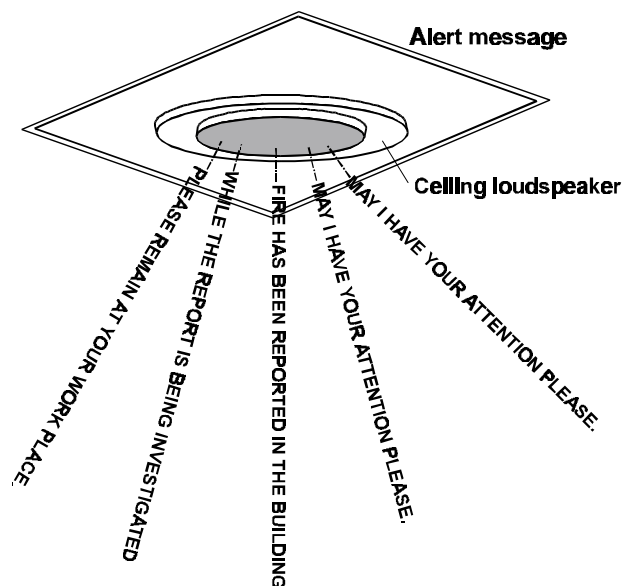 Alert message
Ceiling loudspeaker
PLEASE REMAIN AT YOUR WORK PLACE.
WHILE THE REPORT IS BEING INVESTIGATED
FIRE HAS BEEN REPORTED IN THE BUILDING
MAY I HAVE YOUR ATTENTION PLEASE.
MAY I HAVE YOUR ATTENTION PLEASE.